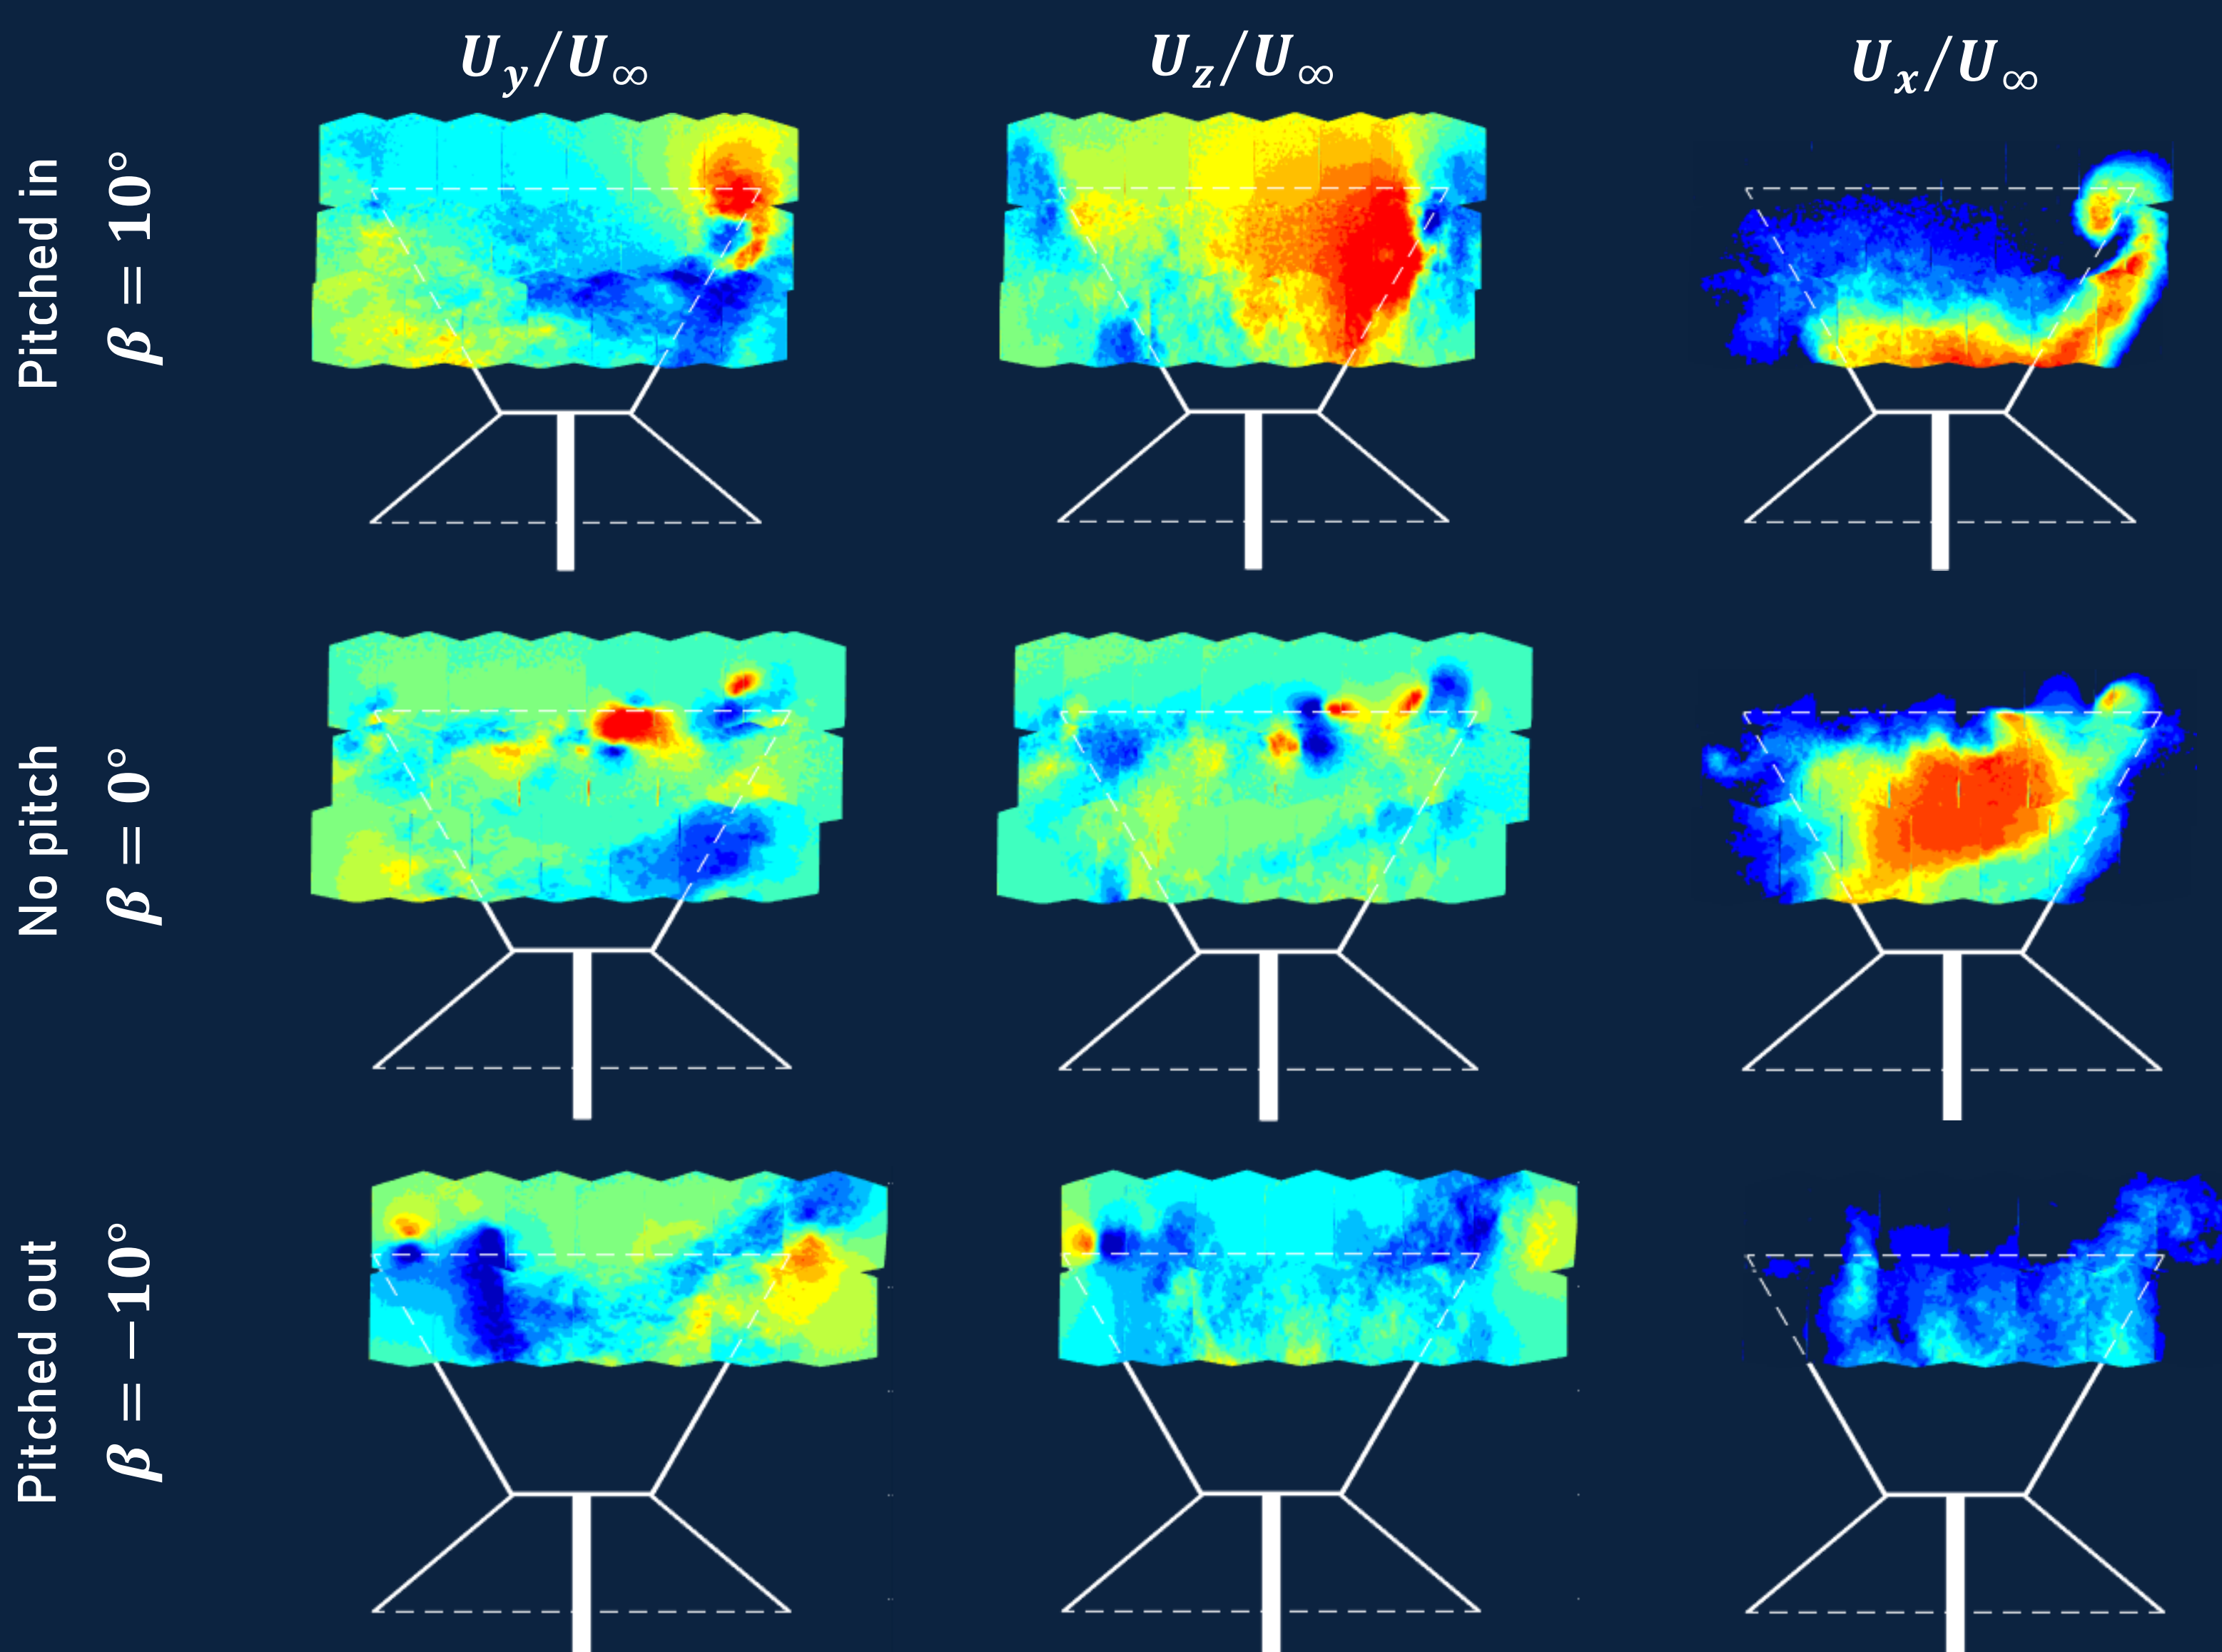 U_y/U_∞
U_z/U_∞
U_x/U_∞
Pitched in
β = 10°
No pitch
β = 0°
Pitched out
β = −10°